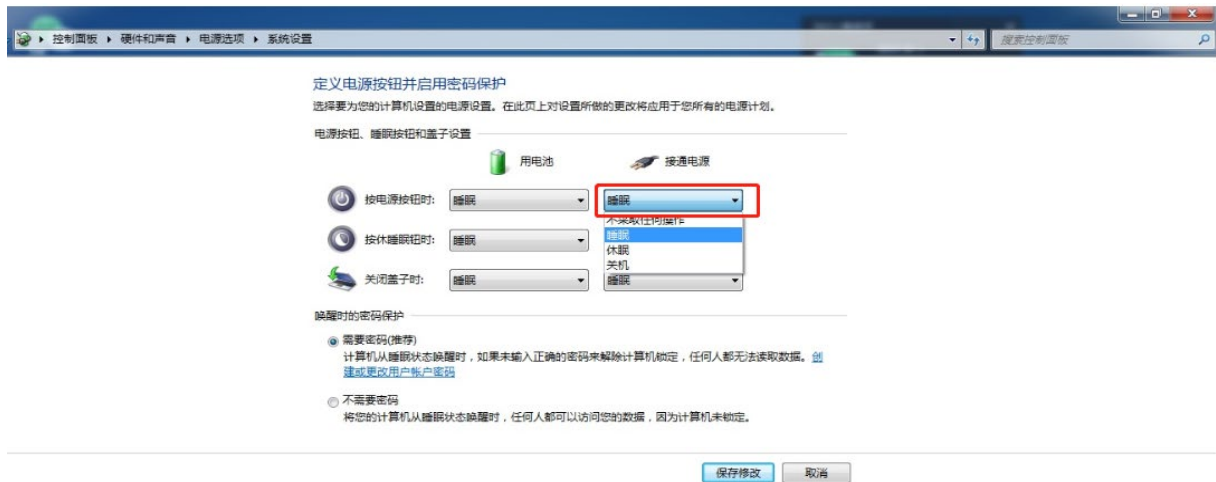 控制面板 ▸ 硬件和声音 ▸ 电源选项 ▸ 系统设置
搜索控制面板
定义电源按钮并启用密码保护
选择要为您的计算机设置的电源设置。在此页上对设置所做的更改将应用于您所有的电源计划。
电源按钮、睡眠按钮和盖子设置
用电池 接通电源
按电源按钮时: 睡眠 睡眠
不采取任何操作
睡眠
按休睡眠钮时: 睡眠
休眠
关机
关闭盖子时: 睡眠 睡眠
唤醒时的密码保护
需要密码(推荐)
计算机从睡眠状态唤醒时，如果未输入正确的密码来解除计算机锁定，任何人都无法读取数据。创
建或更改用户帐户密码
不需要密码
将您的计算机从睡眠状态唤醒时，任何人都可以访问您的数据，因为计算机未锁定。
保存修改 取消